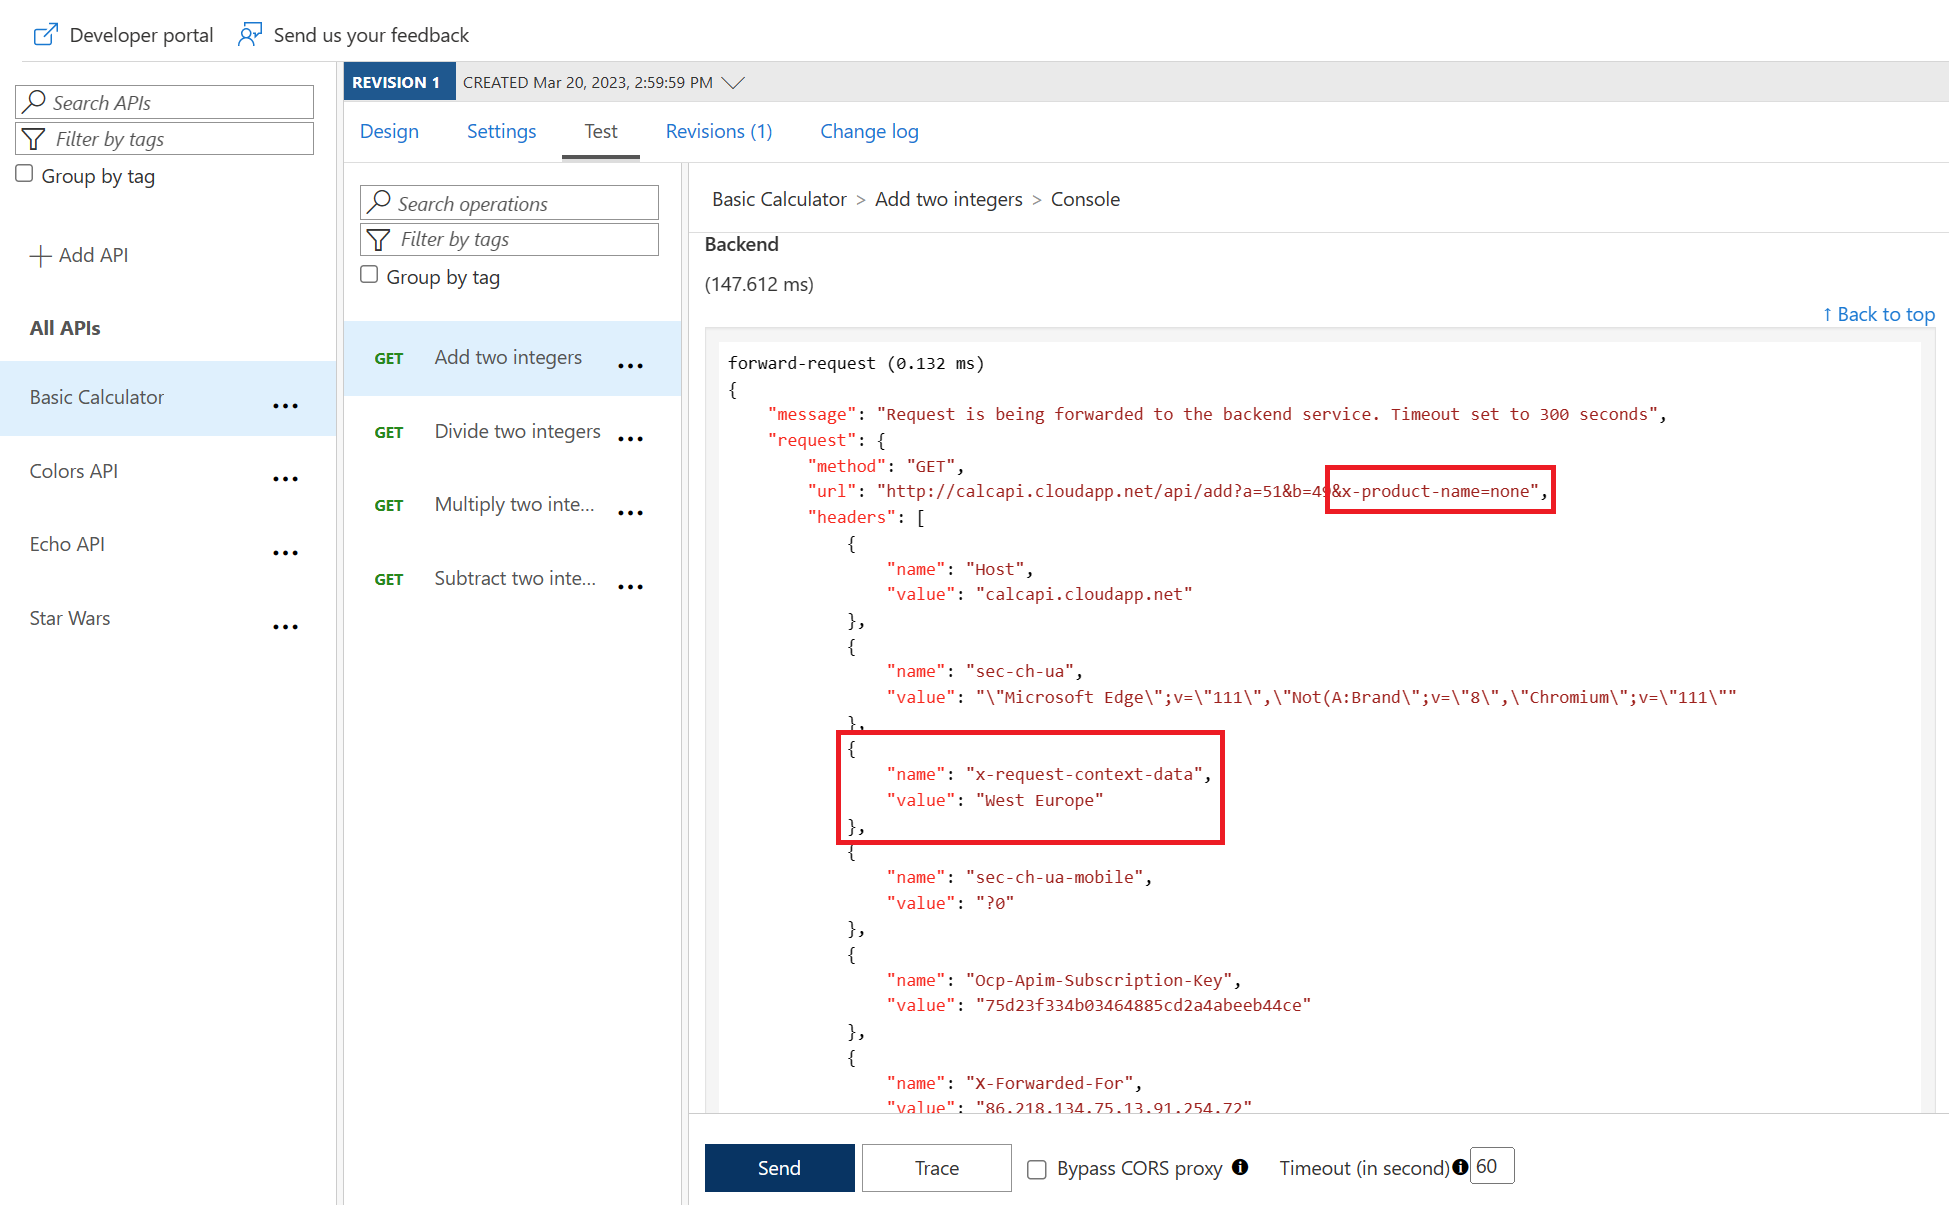 Developer portal
Send us your feedback
Search APIs
Filter by tags
Group by tag
Add API
All APIs
Basic Calculator ...
Colors API ...
Echo API ...
Star Wars ...
REVISION 1 CREATED Mar 20, 2023, 2:59:59 PM
Design Settings Test Revisions (1) Change log
Search operations
Filter by tags
Group by tag
GET Add two integers ...
GET Divide two integers ...
GET Multiply two inte... ...
GET Subtract two inte... ...
Basic Calculator > Add two integers > Console
Backend
(147.612 ms)
↑ Back to top
forward-request (0.132 ms)
{
"message": "Request is being forwarded to the backend service. Timeout set to 300 seconds",
"request": {
"method": "GET",
"url": "http://calcapi.cloudapp.net/api/add?a=51&b=49&x-product-name=none",
"headers": [
{
"name": "Host",
"value": "calcapi.cloudapp.net"
},
{
"name": "sec-ch-ua",
"value": "\"Microsoft Edge\";v=\"111\",\"Not(A:Brand\";v=\"8\",\"Chromium\";v=\"111\""
},
{
"name": "x-request-context-data",
"value": "West Europe"
},
{
"name": "sec-ch-ua-mobile",
"value": "?0"
},
{
"name": "Ocp-Apim-Subscription-Key",
"value": "75d23f334b03464885cd2a4abeeb44ce"
},
{
"name": "X-Forwarded-For",
"value": "86.218.134.75,13.91.254.72"
Send Trace Bypass CORS proxy Timeout (in second) 60